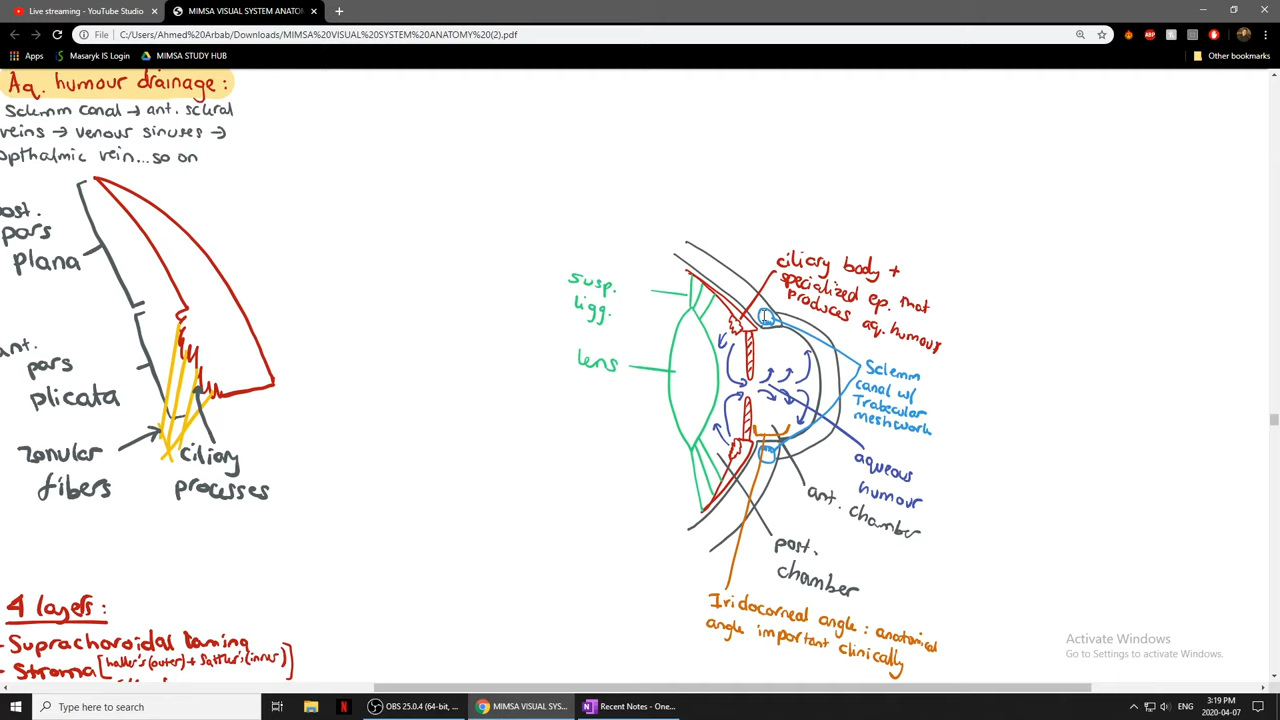 Live streaming - YouTube Studio
MIMSA VISUAL SYSTEM ANATOM
File
C:/Users/Ahmed%20Arbab/Downloads/MIMSA%20VISUAL%20SYSTEM%20ANATOMY%20(2).pdf
Apps
Masaryk IS Login
MIMSA STUDY HUB
Other bookmarks
Aq. humour drainage:
Sclemm canal → ant. scleral
veins → venour sinuses →
opthalmic vein...so on
post.
pars
plana
ant.
pars
plicata
zonular
fibers
ciliary
processes
4 layers:
- Suprachoroidal laming
- Stroma [haller's (outer) + Sattler's (inner)]
susp.
ligg.
lens
ciliary body +
specialized ep. that
produces aq. humour
Sclemm
canal w/
Trabecular
meshwork
aqueous
humour
ant. chamber
post.
chamber
Iridocorneal angle: anatomical
angle important clinically
Activate Windows
Go to Settings to activate Windows.
Type here to search
OBS 25.0.4 (64-bit, ...
MIMSA VISUAL SYS...
Recent Notes - One...
3:19 PM
2020-04-07